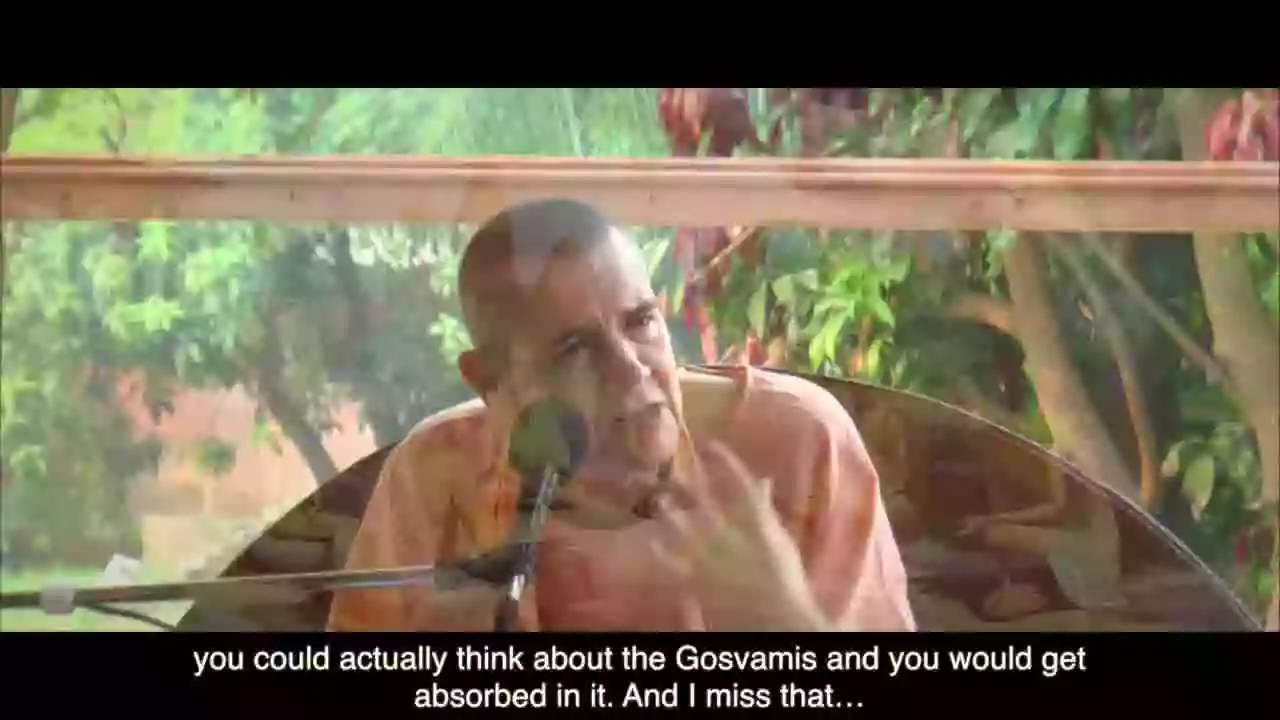 you could actually think about the Gosvamis and you would get
absorbed in it. And I miss that…